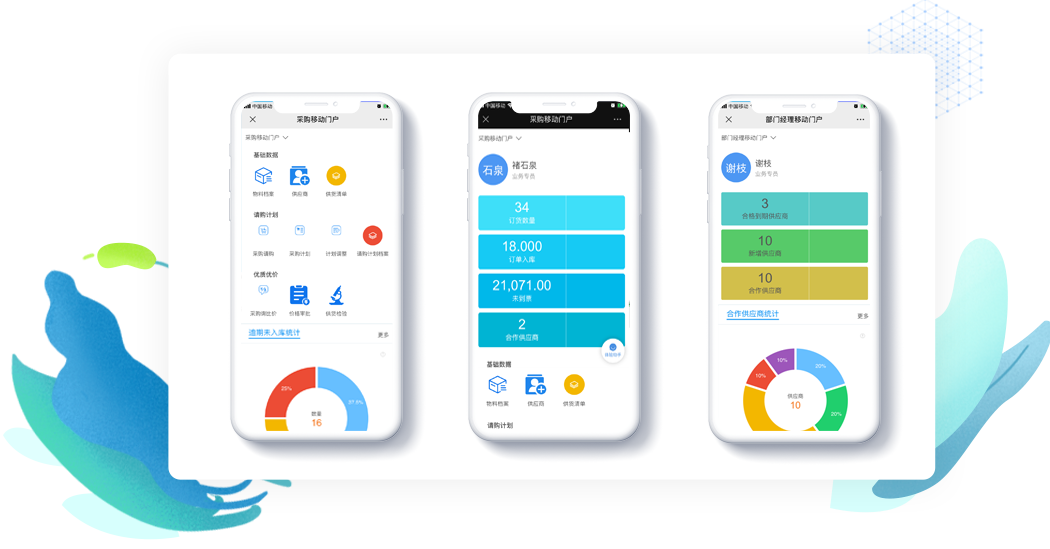 中国移动
采购移动门户
采购移动门户
基础数据
物料档案
供应商
供货清单
请购计划
采购请购
采购计划
计划调整
请购计划档案
优质优价
采购询比价
价格审批
供货检验
逾期未入库统计
更多
25%
37.5%
数量
16
中国移动
采购移动门户
采购移动门户
石泉
褚石泉
业务专员
34
订货数量
18.000
订单入库
21,071.00
未到票
2
合作供应商
基础数据
物料档案
供应商
供货清单
请购计划
中国移动
部门经理移动门户
部门经理移动门户
谢枝
谢枝
业务专员
3
合格到期供应商
10
新增供应商
10
合作供应商
合作供应商统计
更多
10%
20%
10%
20%
供应商
10